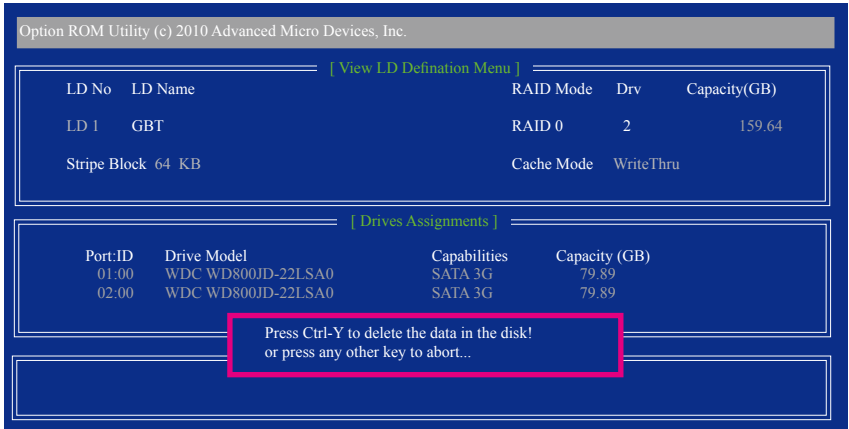 Option ROM Utility (c) 2010 Advanced Micro Devices, Inc.
[ View LD Defination Menu ]
LD No LD Name RAID Mode Drv Capacity(GB)
LD 1 GBT RAID 0 2 159.64
Stripe Block 64 KB Cache Mode WriteThru
[ Drives Assignments ]
Port:ID Drive Model Capabilities Capacity (GB)
01:00 WDC WD800JD-22LSA0 SATA 3G 79.89
02:00 WDC WD800JD-22LSA0 SATA 3G 79.89
Press Ctrl-Y to delete the data in the disk!
or press any other key to abort...